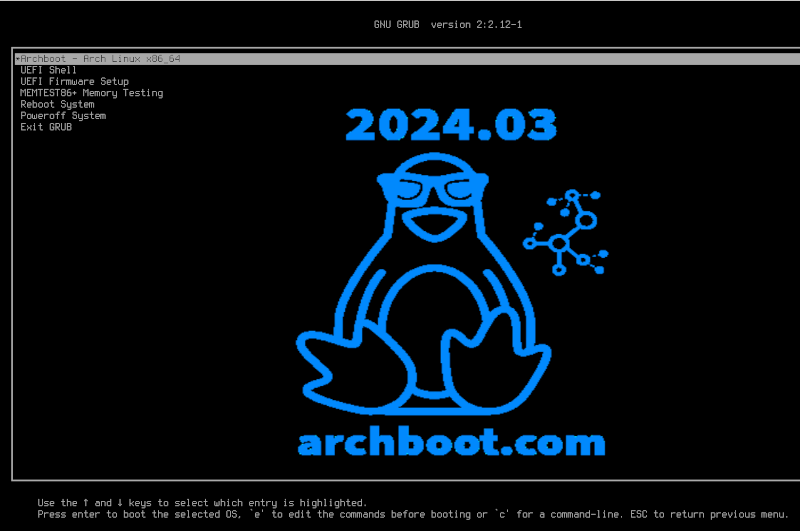 GNU GRUB version 2:2.12-1
*Archboot - Arch Linux x86_64
UEFI Shell
UEFI Firmware Setup
MEMTEST86+ Memory Testing
Reboot System
Poweroff System
Exit GRUB
2024.03
archboot.com
Use the ↑ and ↓ keys to select which entry is highlighted.
Press enter to boot the selected OS, `e' to edit the commands before booting or `c' for a command-line. ESC to return previous menu.